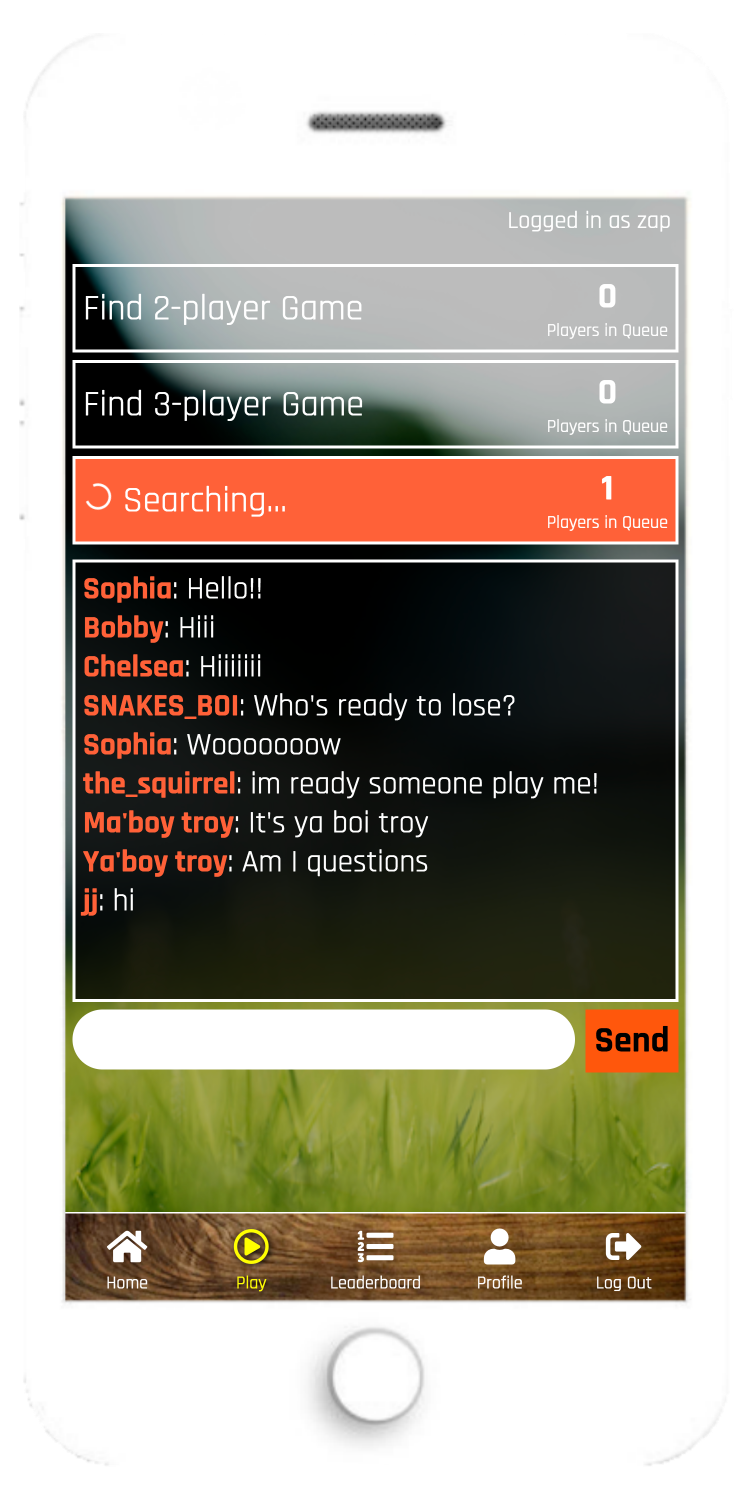 Logged in as zap
Find 2-player Game
0
Players in Queue
Find 3-player Game
0
Players in Queue
Searching...
1
Players in Queue
Sophia: Hello!!
Bobby: Hiii
Chelsea: Hiiiiiii
SNAKES_BOI: Who's ready to lose?
Sophia: Wooooooow
the_squirrel: im ready someone play me!
Ma'boy troy: It's ya boi troy
Ya'boy troy: Am I questions
jj: hi
Send
1
2
3
Home
Play
Leaderboard
Profile
Log Out